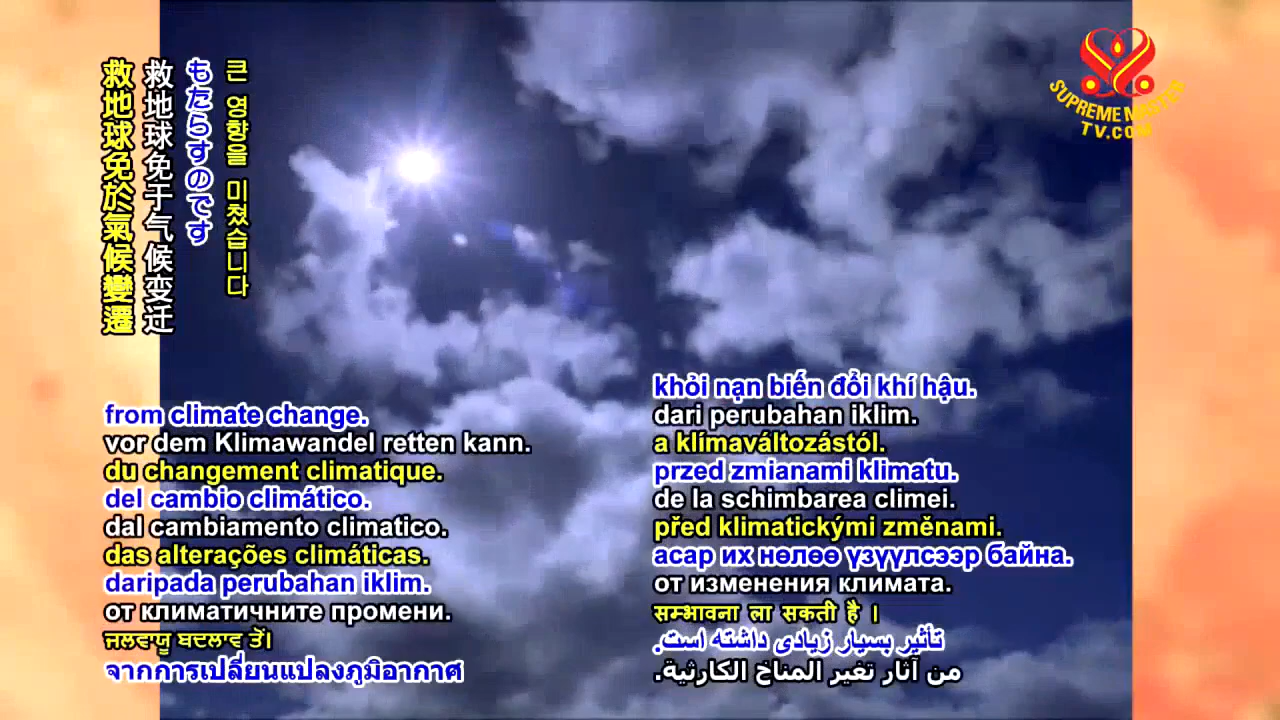 救地球免於氣候變遷
救地球免于气候变迁
もたらすのです
큰 영향을 미쳤습니다
SUPREME MASTER
TV.COM
from climate change.
vor dem Klimawandel retten kann.
du changement climatique.
del cambio climático.
dal cambiamento climatico.
das alterações climáticas.
daripada perubahan iklim.
от климатичните промени.
ਜਲਵਾਯੂ ਬਦਲਾਵ ਤੋਂ।
จากการเปลี่ยนแปลงภูมิอากาศ
khỏi nạn biến đổi khí hậu.
dari perubahan iklim.
a klímaváltozástól.
przed zmianami klimatu.
de la schimbarea climei.
před klimatickými změnami.
асар их нөлөө үзүүлсээр байна.
от изменения климата.
सम्भावना ला सकती है ।
تأثیر بسیار زیادی داشته است.
من آثار تغير المناخ الكارثية.